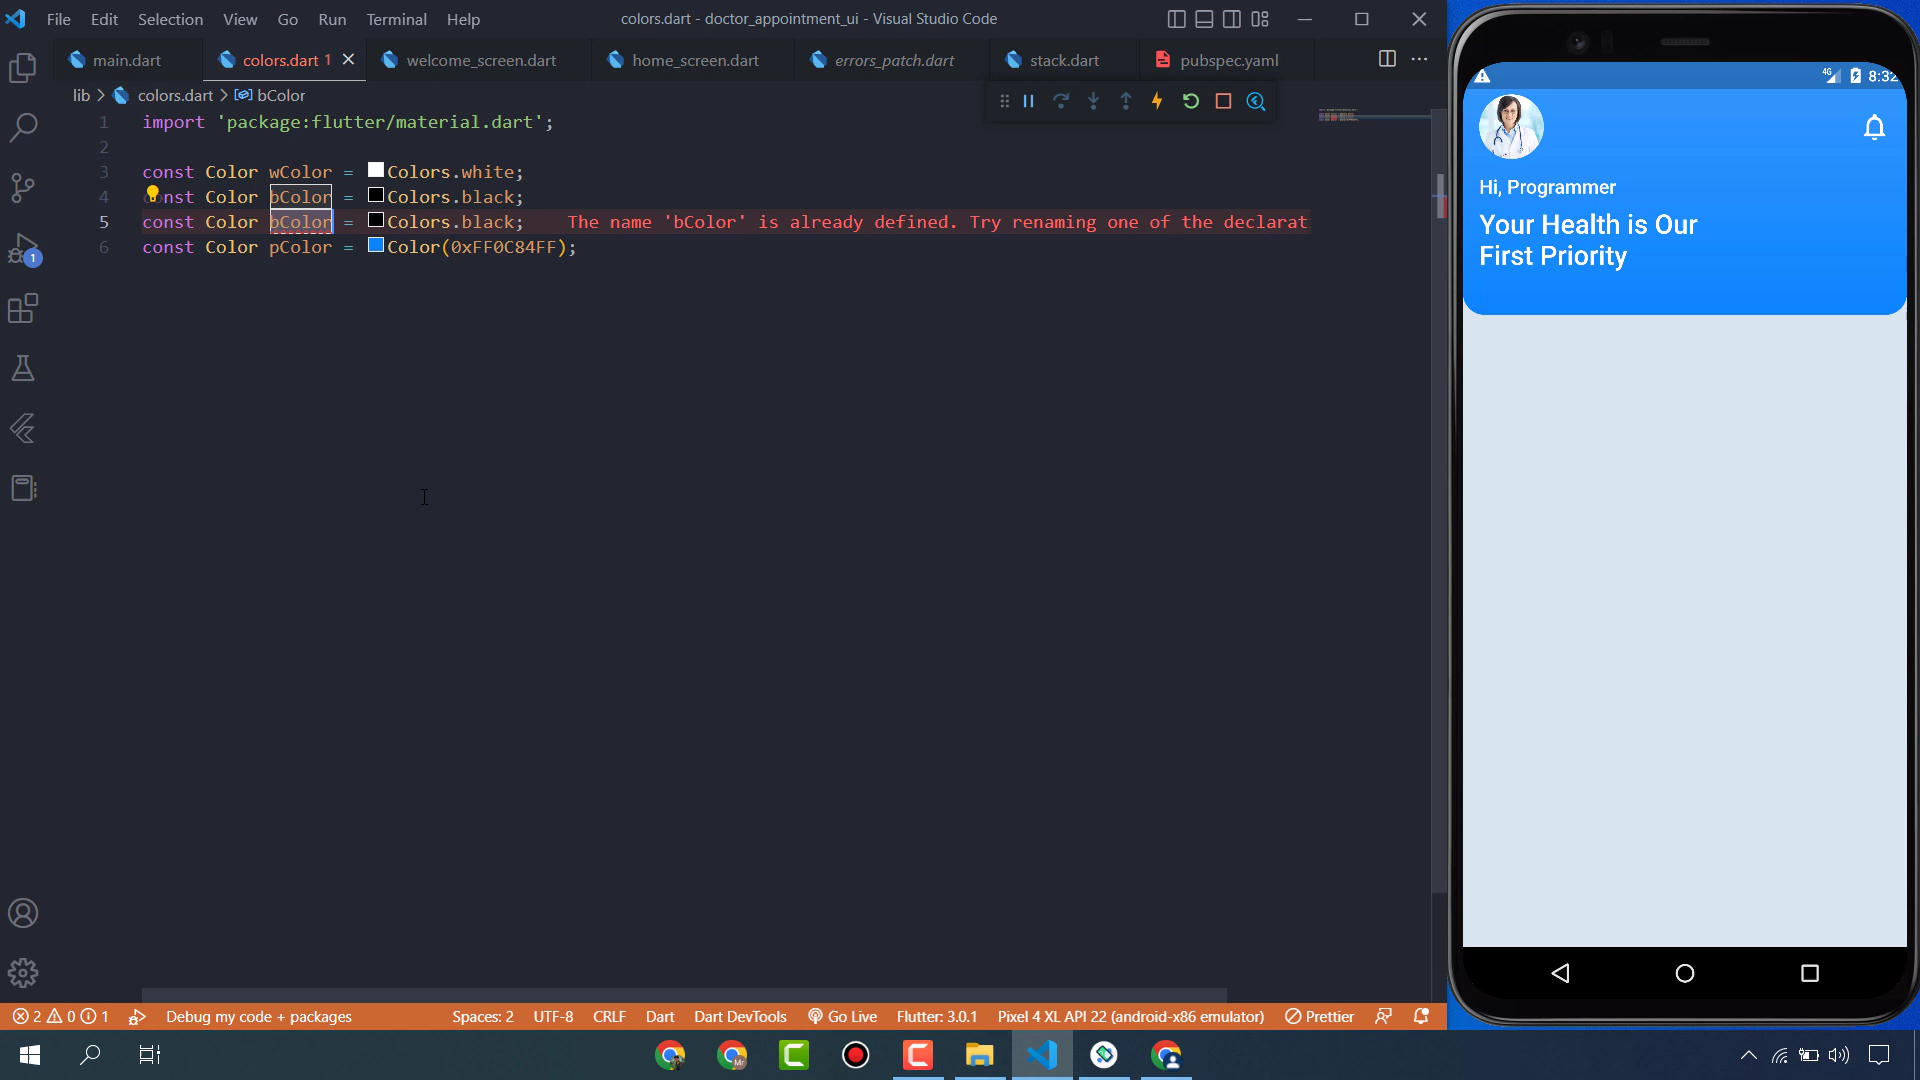 File Edit Selection View Go Run Terminal Help
colors.dart - doctor_appointment_ui - Visual Studio Code
main.dart
colors.dart 1
welcome_screen.dart
home_screen.dart
errors_patch.dart
stack.dart
pubspec.yaml
lib > colors.dart > bColor
1 import 'package:flutter/material.dart';
2
3 const Color wColor = Colors.white;
4 const Color bColor = Colors.black;
5 const Color bColor = Colors.black; The name 'bColor' is already defined. Try renaming one of the declarat
6 const Color pColor = Color(0xFF0C84FF);
1
4G 8:32
Hi, Programmer
Your Health is Our
First Priority
2 0 1 Debug my code + packages Spaces: 2 UTF-8 CRLF Dart Dart DevTools Go Live Flutter: 3.0.1 Pixel 4 XL API 22 (android-x86 emulator) Prettier
Mr